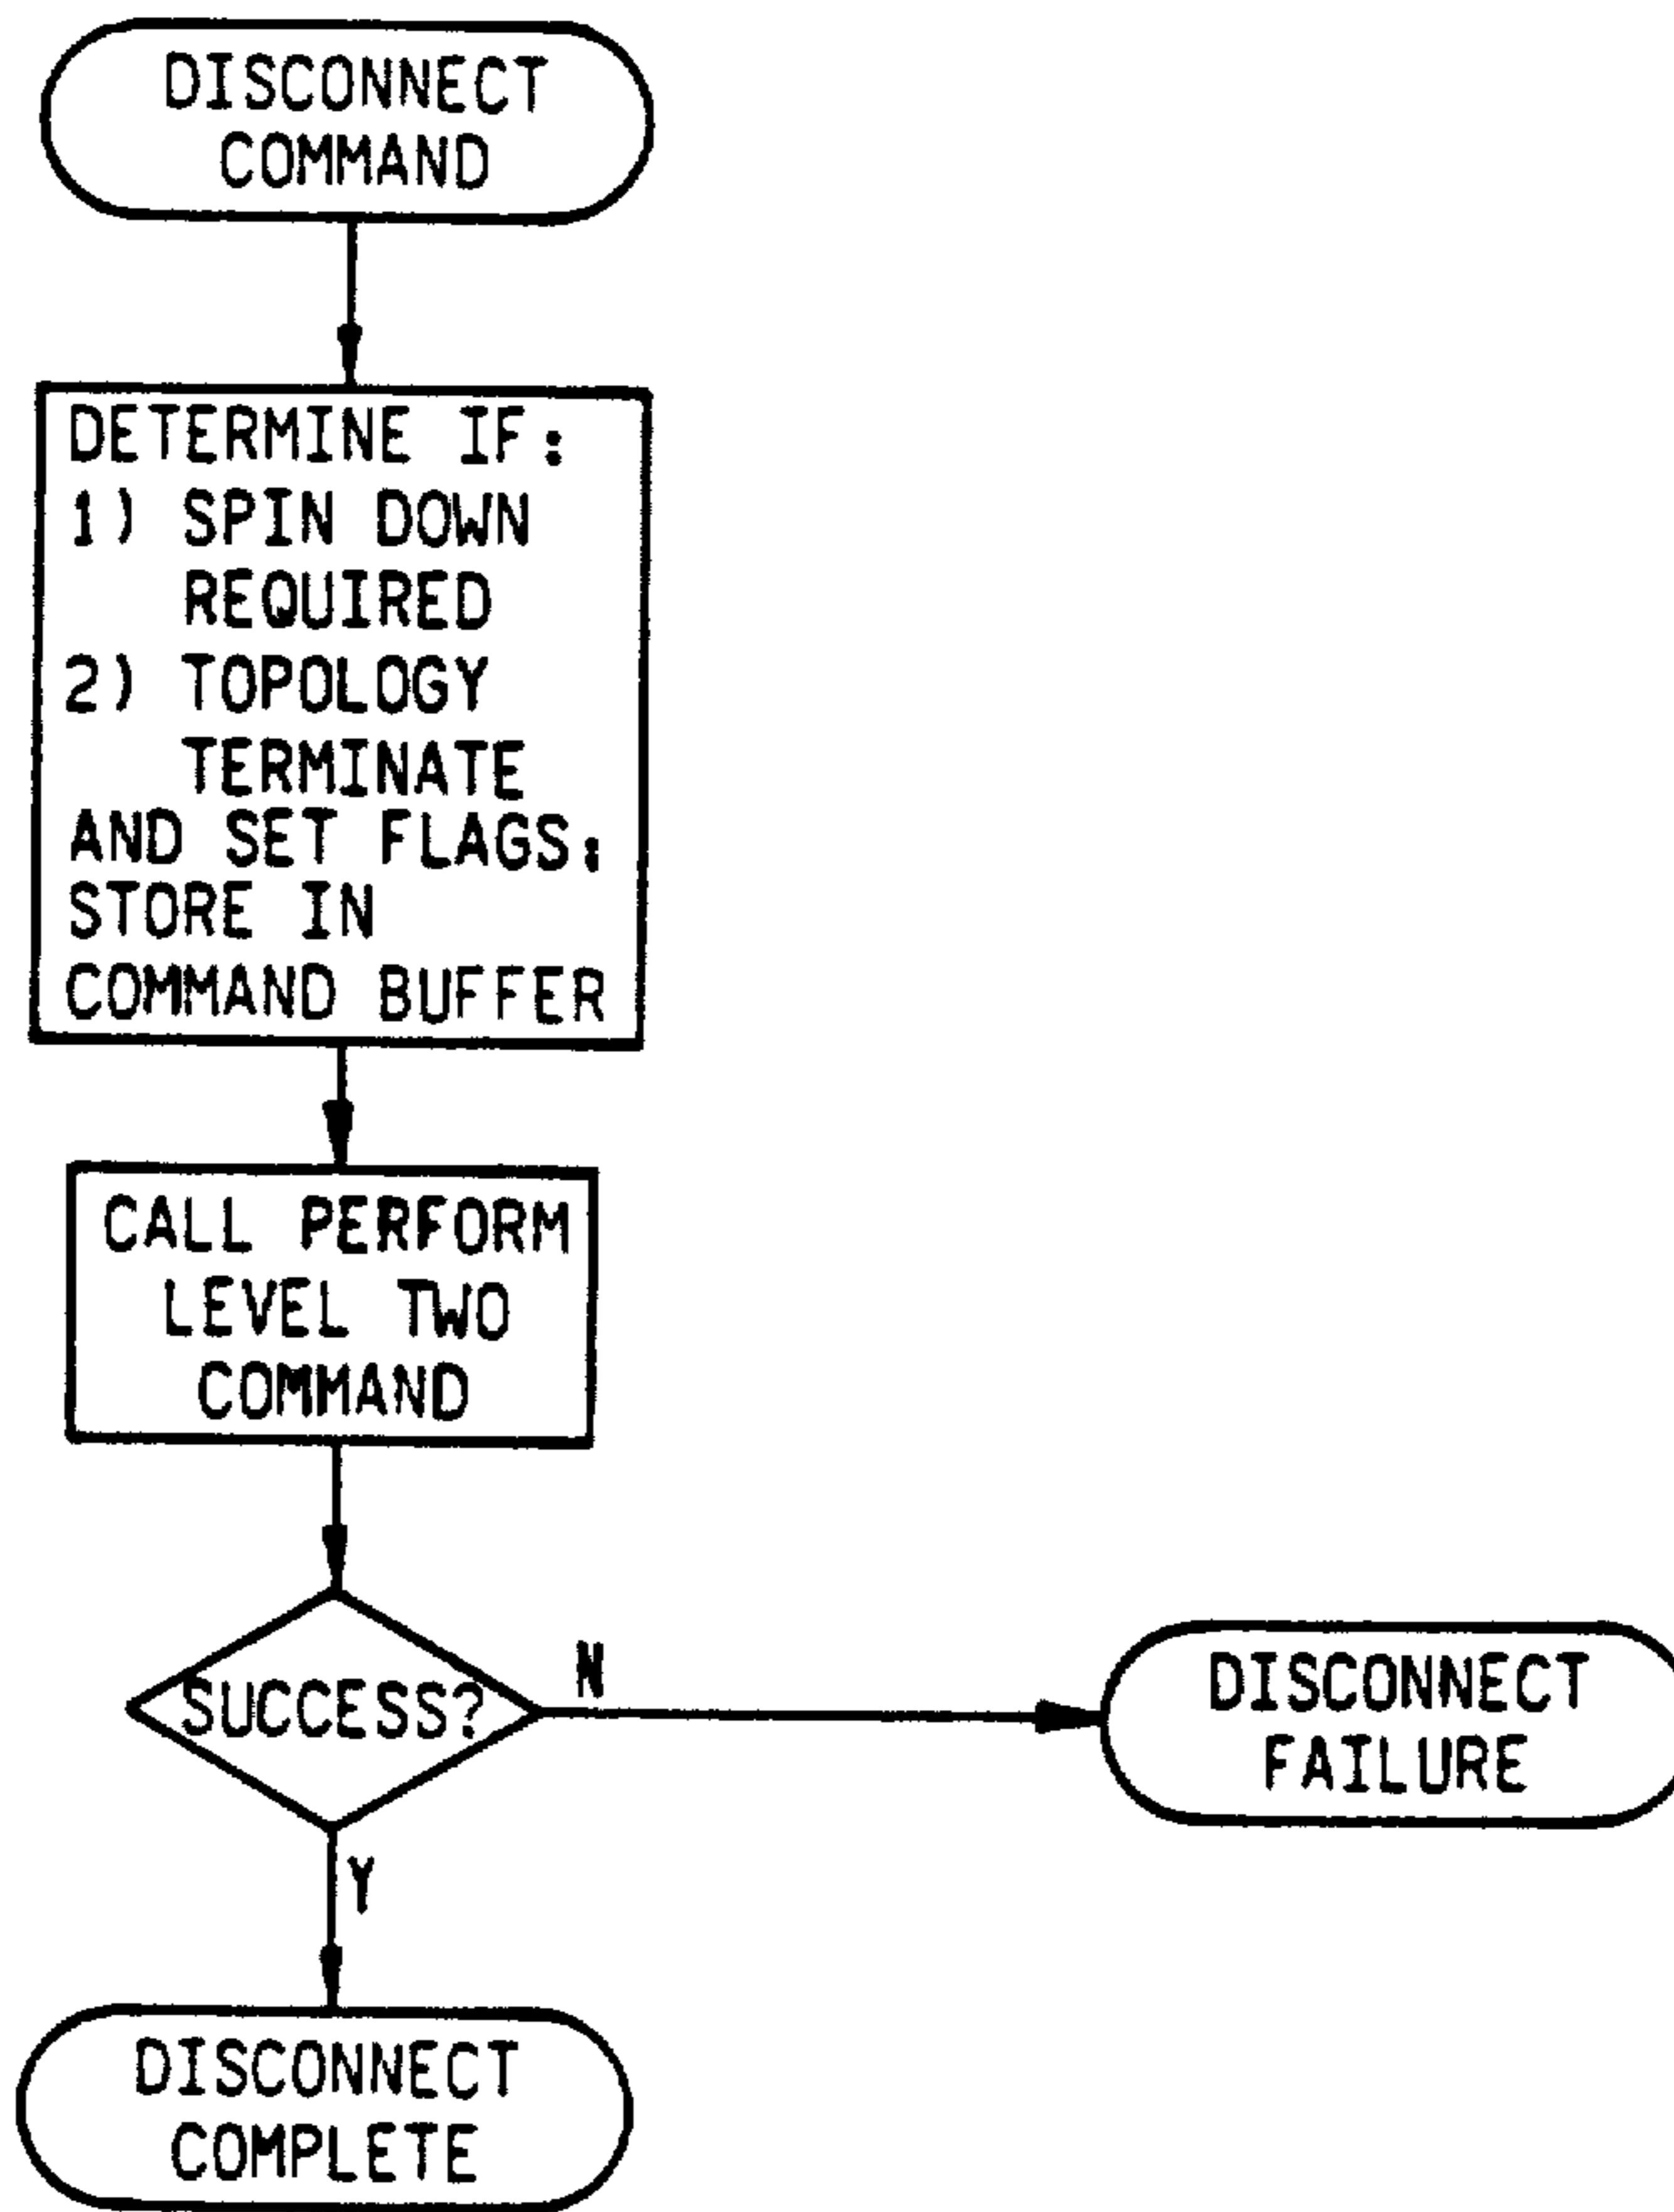 DISCONNECT
COMMAND
DETERMINE IF:
1) SPIN DOWN
REQUIRED
2) TOPOLOGY
TERMINATE
AND SET FLAGS;
STORE IN
COMMAND BUFFER
CALL PERFORM
LEVEL TWO
COMMAND
SUCCESS?
N
DISCONNECT
FAILURE
Y
DISCONNECT
COMPLETE